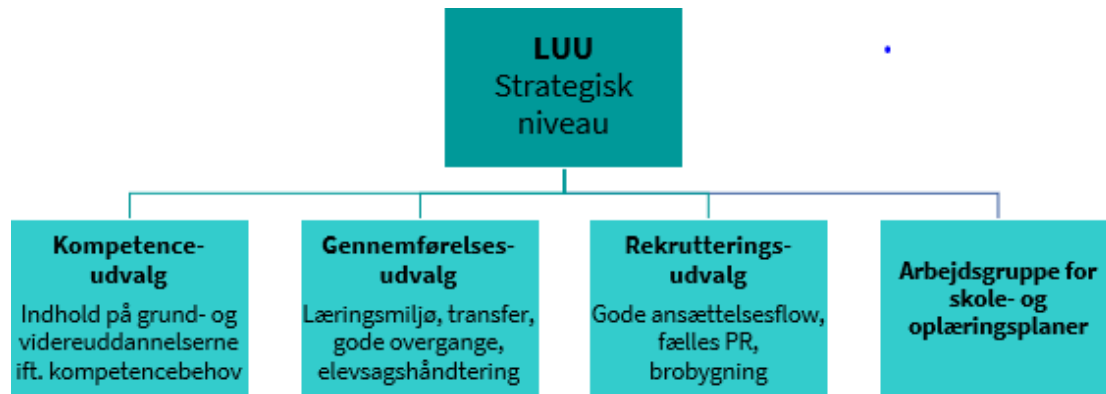 LUU
Strategisk
niveau
Kompetence-
udvalg
Indhold på grund- og
videreuddannelserne
ift. kompetencebehov
Gennemførelses-
udvalg
Læringsmiljø, transfer,
gode overgange,
elevsagshåndtering
Rekrutterings-
udvalg
Gode ansættelsesflow,
fælles PR,
brobygning
Arbejdsgruppe for
skole- og
oplæringsplaner